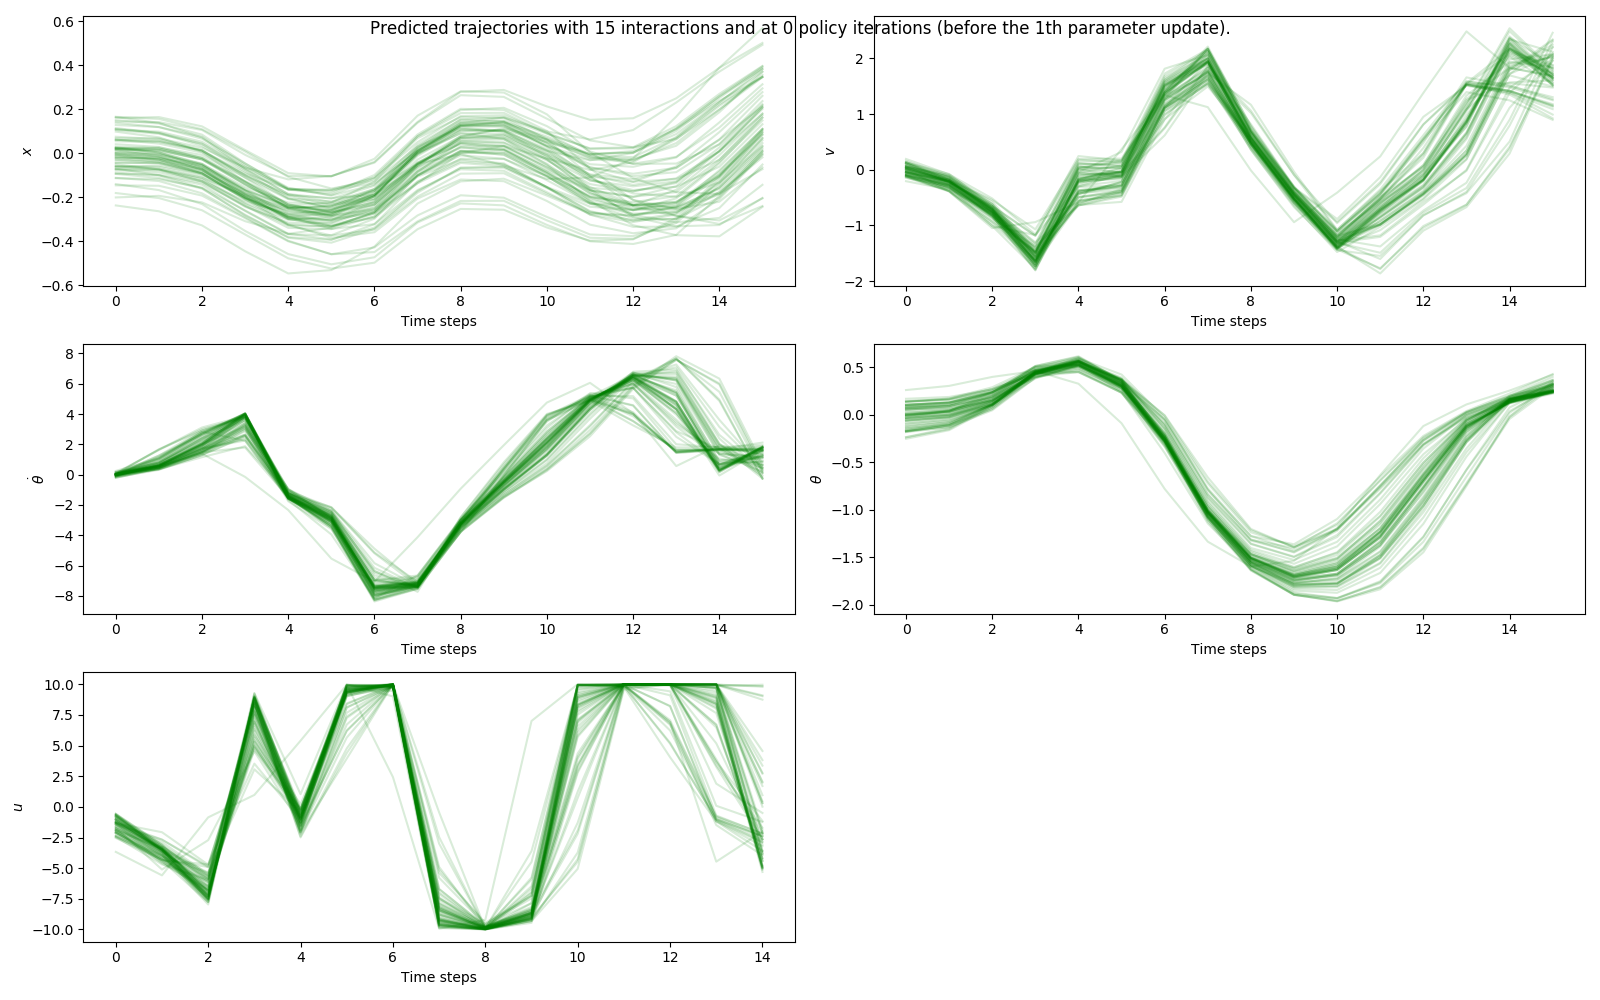 Predicted trajectories with 15 interactions and at 0 policy iterations (before the 1th parameter update).
0.6
0.4
0.2
0.0
−0.2
−0.4
−0.6
x
0 2 4 6 8 10 12 14
Time steps
2
1
0
−1
−2
v
0 2 4 6 8 10 12 14
Time steps
8
6
4
2
0
−2
−4
−6
−8
θ̇
0 2 4 6 8 10 12 14
Time steps
0.5
0.0
−0.5
−1.0
−1.5
−2.0
θ
0 2 4 6 8 10 12 14
Time steps
10.0
7.5
5.0
2.5
0.0
−2.5
−5.0
−7.5
−10.0
u
0 2 4 6 8 10 12 14
Time steps